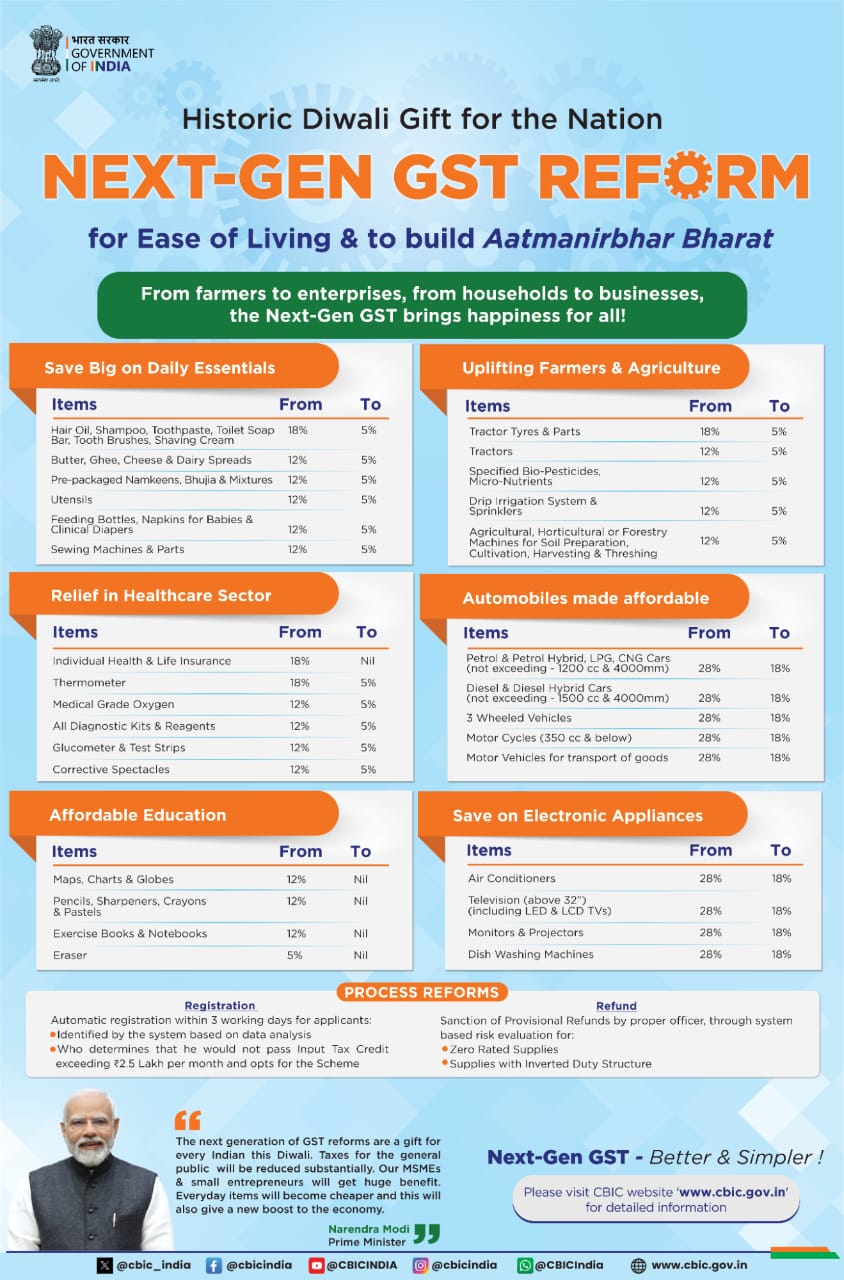 भारत सरकार
GOVERNMENT
OF INDIA
Historic Diwali Gift for the Nation
NEXT-GEN GST REFORM
for Ease of Living & to build Aatmanirbhar Bharat
From farmers to enterprises, from households to businesses,
the Next-Gen GST brings happiness for all!
Save Big on Daily Essentials
Items From To
Hair Oil, Shampoo, Toothpaste, Toilet Soap
Bar, Tooth Brushes, Shaving Cream 18% 5%
Butter, Ghee, Cheese & Dairy Spreads 12% 5%
Pre-packaged Namkeens, Bhujia & Mixtures 12% 5%
Utensils 12% 5%
Feeding Bottles, Napkins for Babies &
Clinical Diapers 12% 5%
Sewing Machines & Parts 12% 5%
Uplifting Farmers & Agriculture
Items From To
Tractor Tyres & Parts 18% 5%
Tractors 12% 5%
Specified Bio-Pesticides,
Micro-Nutrients 12% 5%
Drip Irrigation System &
Sprinklers 12% 5%
Agricultural, Horticultural or Forestry
Machines for Soil Preparation, 12% 5%
Cultivation, Harvesting & Threshing
Relief in Healthcare Sector
Items From To
Individual Health & Life Insurance 18% Nil
Thermometer 18% 5%
Medical Grade Oxygen 12% 5%
All Diagnostic Kits & Reagents 12% 5%
Glucometer & Test Strips 12% 5%
Corrective Spectacles 12% 5%
Automobiles made affordable
Items From To
Petrol & Petrol Hybrid, LPG, CNG Cars
(not exceeding - 1200 cc & 4000mm) 28% 18%
Diesel & Diesel Hybrid Cars
(not exceeding - 1500 cc & 4000mm) 28% 18%
3 Wheeled Vehicles 28% 18%
Motor Cycles (350 cc & below) 28% 18%
Motor Vehicles for transport of goods 28% 18%
Affordable Education
Items From To
Maps, Charts & Globes 12% Nil
Pencils, Sharpeners, Crayons 12% Nil
& Pastels
Exercise Books & Notebooks 12% Nil
Eraser 5% Nil
Save on Electronic Appliances
Items From To
Air Conditioners 28% 18%
Television (above 32")
(including LED & LCD TVs) 28% 18%
Monitors & Projectors 28% 18%
Dish Washing Machines 28% 18%
PROCESS REFORMS
Registration
Automatic registration within 3 working days for applicants:
•Identified by the system based on data analysis
•Who determines that he would not pass Input Tax Credit
exceeding ₹2.5 Lakh per month and opts for the Scheme
Refund
Sanction of Provisional Refunds by proper officer, through system
based risk evaluation for:
•Zero Rated Supplies
•Supplies with Inverted Duty Structure
“
The next generation of GST reforms are a gift for
every Indian this Diwali. Taxes for the general
public will be reduced substantially. Our MSMEs
& small entrepreneurs will get huge benefit.
Everyday items will become cheaper and this will
also give a new boost to the economy.
Narendra Modi
Prime Minister ”
Next-Gen GST - Better & Simpler !
Please visit CBIC website 'www.cbic.gov.in'
for detailed information
@cbic_india @cbicindia @CBICINDIA @cbicindia @CBICIndia www.cbic.gov.in